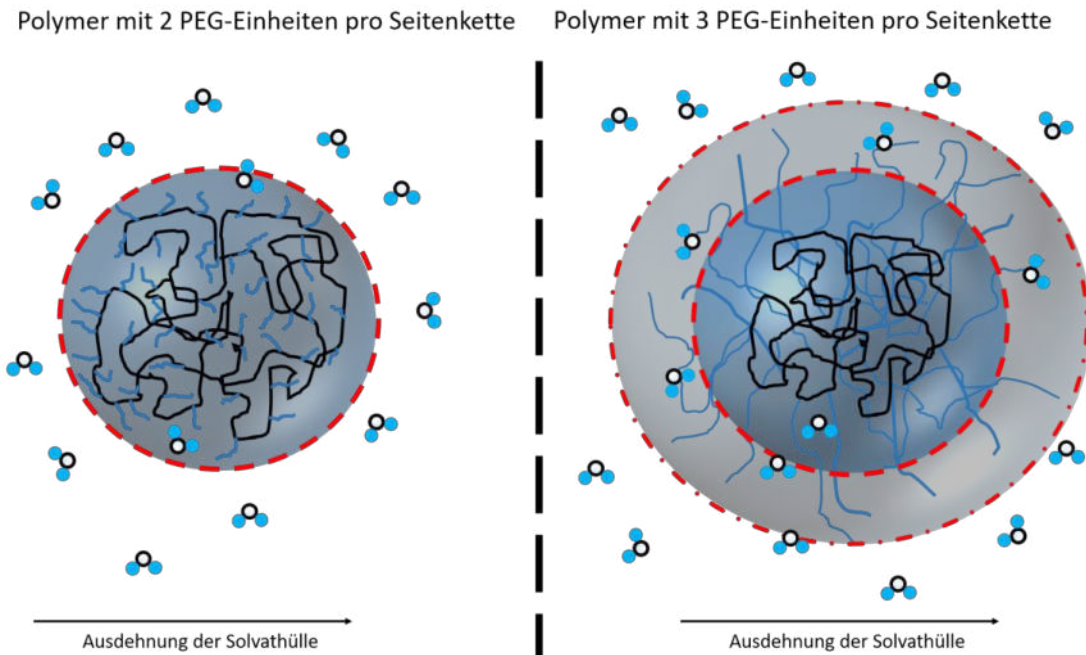 Polymer mit 2 PEG-Einheiten pro Seitenkette
Polymer mit 3 PEG-Einheiten pro Seitenkette
Ausdehnung der Solvathülle
Ausdehnung der Solvathülle